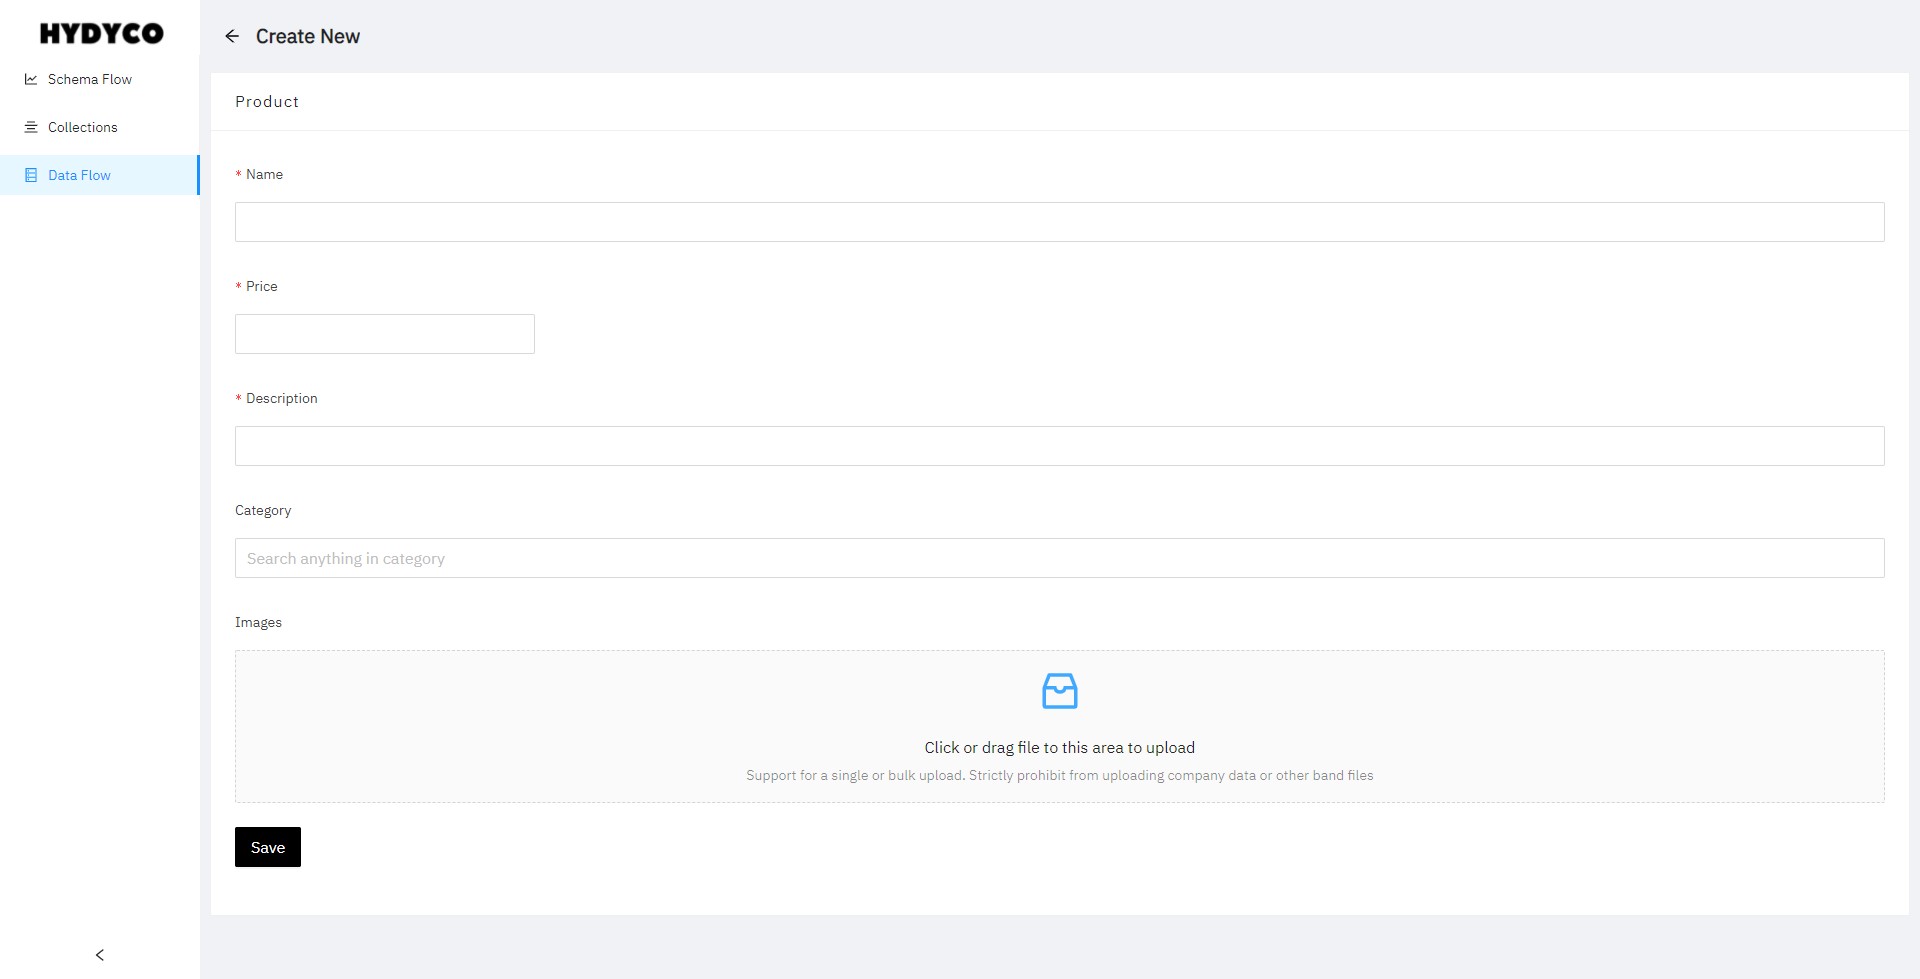 HYDYCO
Schema Flow
Collections
Data Flow
Create New
Product
* Name
* Price
* Description
Category
Search anything in category
Images
Click or drag file to this area to upload
Support for a single or bulk upload. Strictly prohibit from uploading company data or other band files
Save